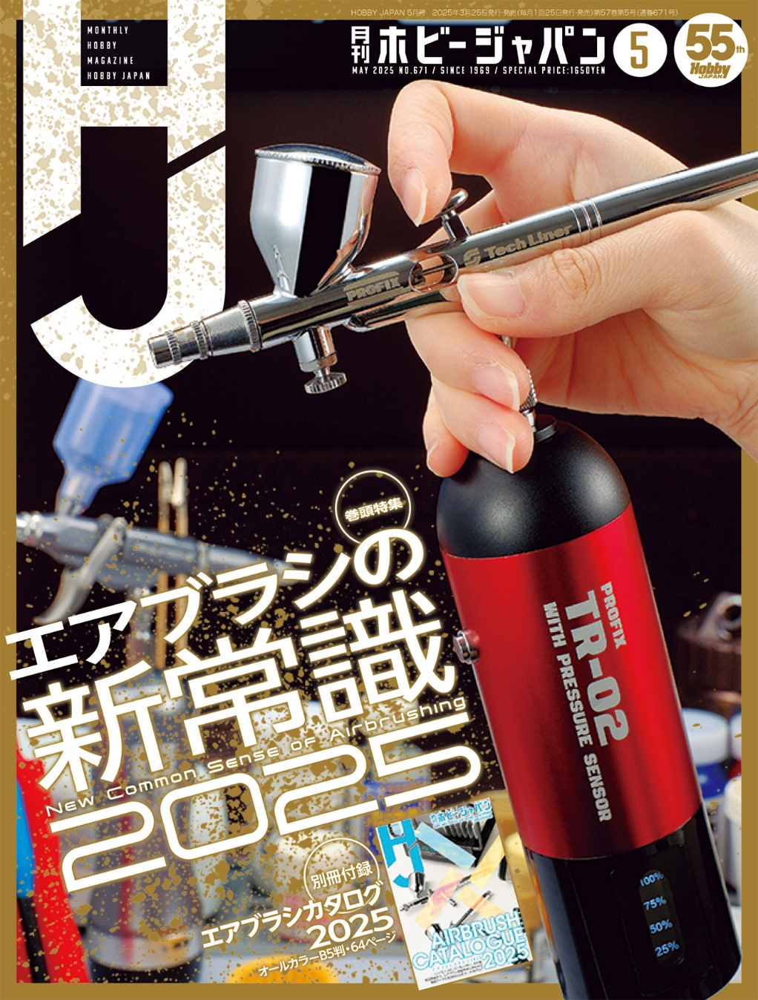 HOBBY JAPAN 5月号 2025年3月25日発行・発売(毎月1回25日発行・発売)第57巻第5号(通巻671号)
HJ
MONTHLY
HOBBY
MAGAZINE
HOBBY JAPAN
月刊ホビージャパン 5
MAY 2025 NO.671 / SINCE 1969 / SPECIAL PRICE:1650YEN
55th
Hobby
JAPAN
Tech Liner
PROFIX
巻頭特集
エアブラシの
新常識
New Common Sense of Airbrushing
2025
PROFIX
TR-02
WITH PRESSURE SENSOR
100%
75%
50%
25%
別冊付録
エアブラシカタログ
2025
オールカラーB5判・64ページ
HJ
月刊ホビージャパン
AIRBRUSH
CATALOGUE
2025